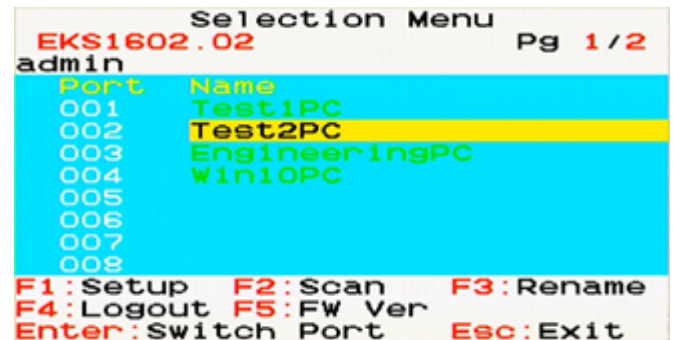 Selection Menu
EKS1602.02 Pg 1/2
admin
Port Name
001 Test1PC
002 Test2PC
003 EngineeringPC
004 Win10PC
005
006
007
008
F1:Setup F2:Scan F3:Rename
F4:Logout F5:FW Ver
Enter:Switch Port Esc:Exit